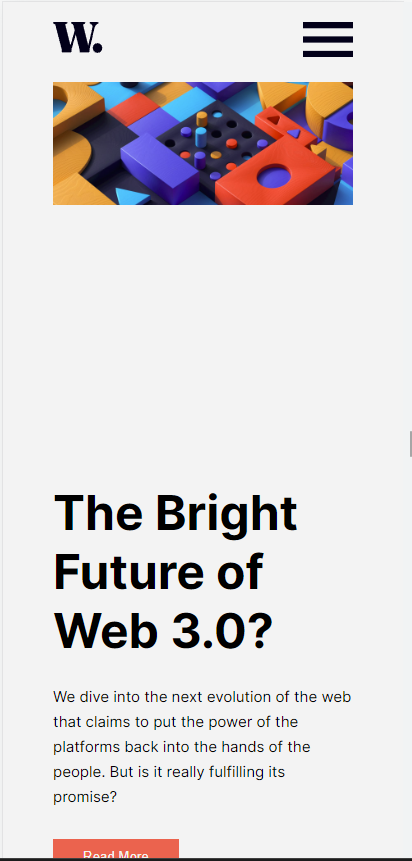 W.
The Bright
Future of
Web 3.0?
We dive into the next evolution of the web
that claims to put the power of the
platforms back into the hands of the
people. But is it really fulfilling its
promise?
Read More